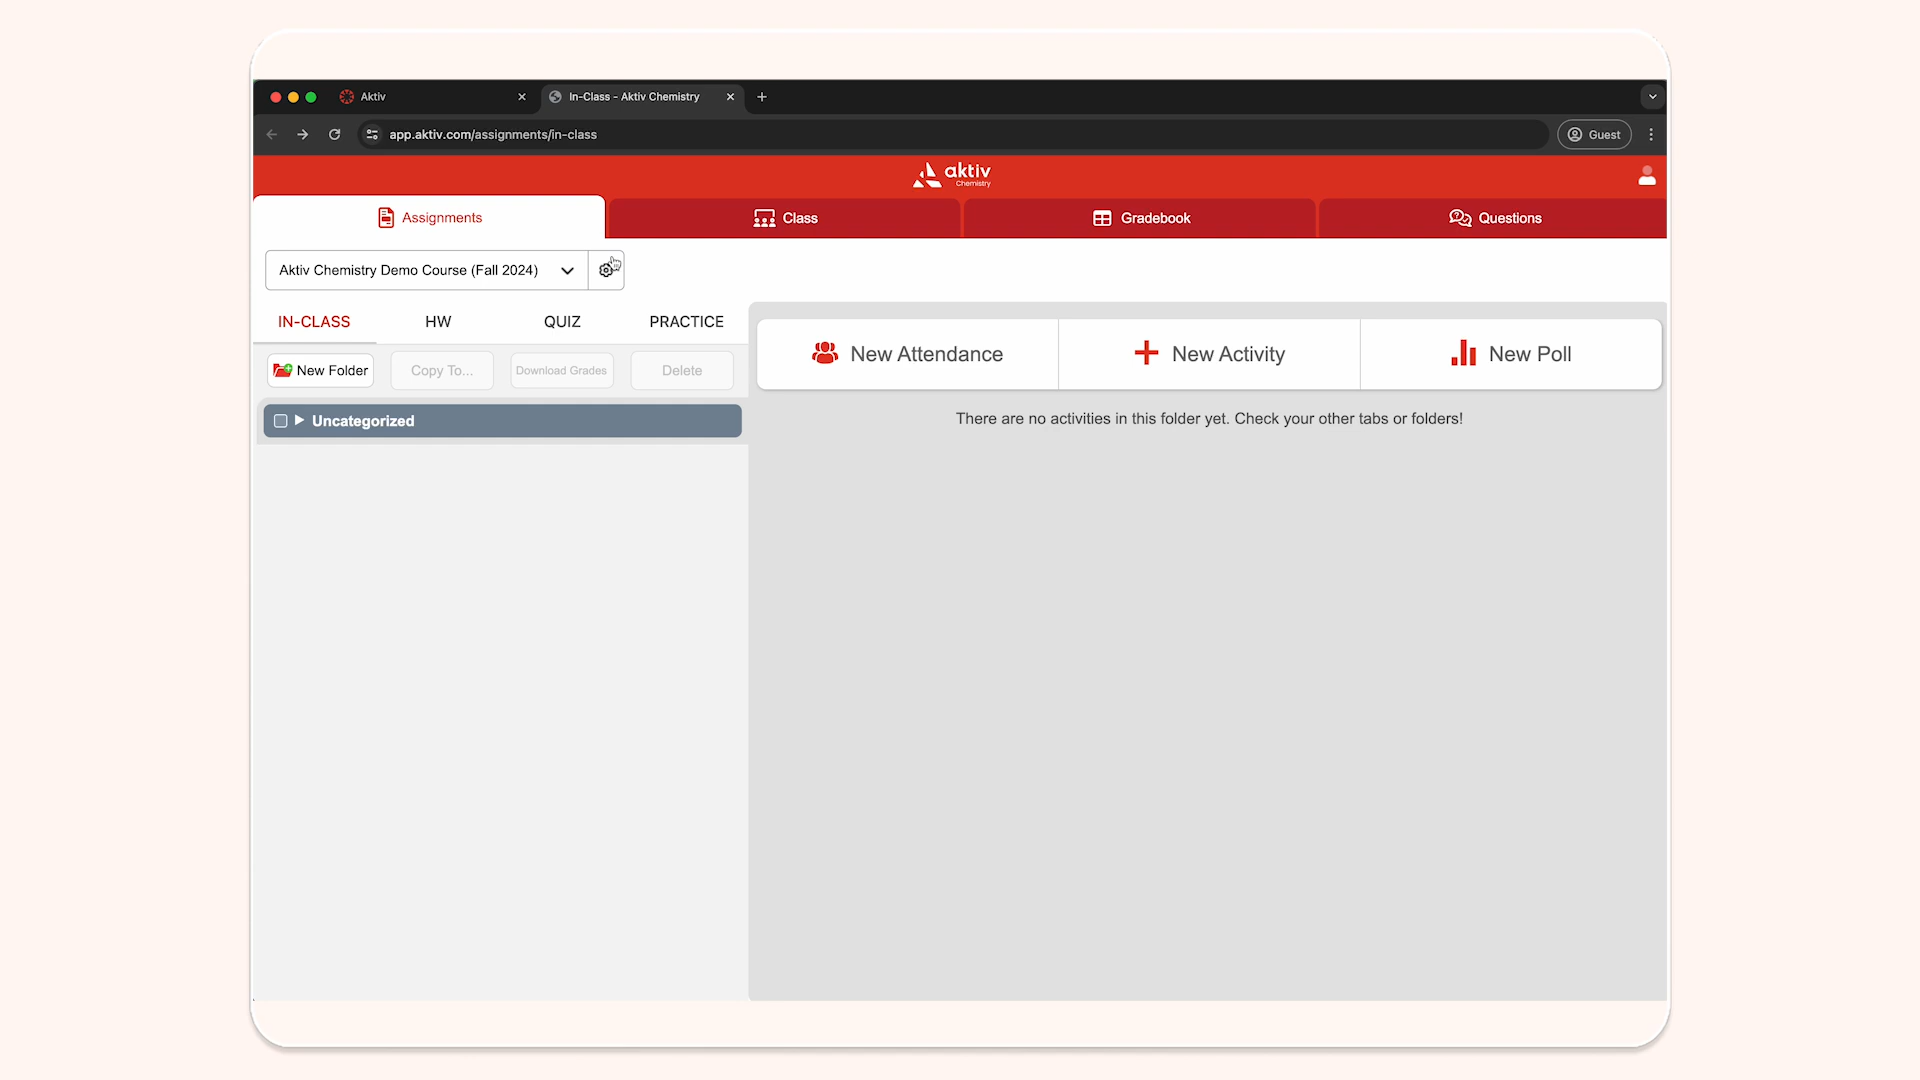 Aktiv
In-Class - Aktiv Chemistry
app.aktiv.com/assignments/in-class
Guest
aktiv
Chemistry
Assignments
Class
Gradebook
Questions
Aktiv Chemistry Demo Course (Fall 2024)
IN-CLASS
HW
QUIZ
PRACTICE
New Folder
Copy To...
Download Grades
Delete
New Attendance
New Activity
New Poll
Uncategorized
There are no activities in this folder yet. Check your other tabs or folders!